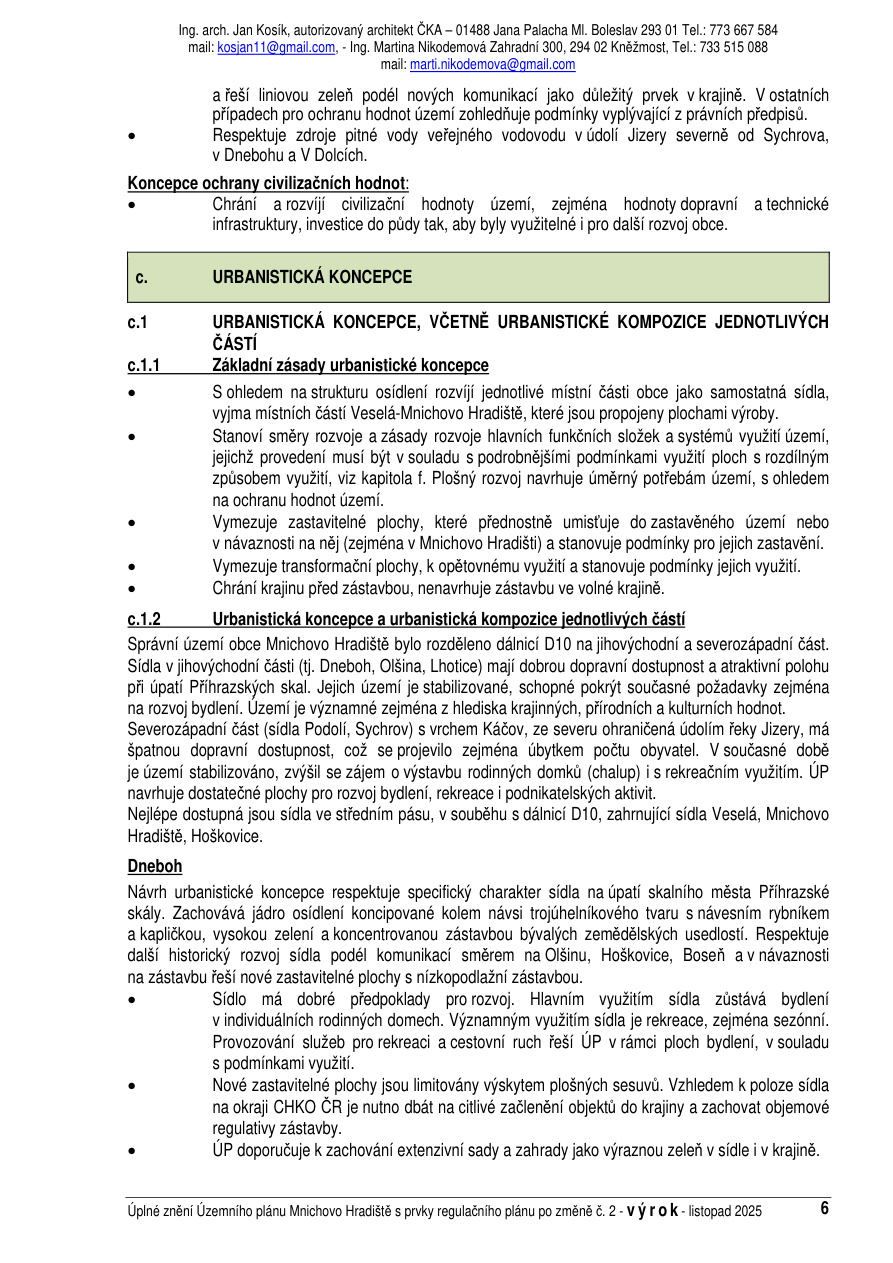 Ing. arch. Jan Kosík, autorizovaný architekt ČKA – 01488 Jana Palacha Ml. Boleslav 293 01 Tel.: 773 667 584
mail: kosjan11@gmail.com, - Ing. Martina Nikodemová Zahradní 300, 294 02 Kněžmost, Tel.: 733 515 088
mail: marti.nikodemova@gmail.com
a řeší liniovou zeleň podél nových komunikací jako důležitý prvek v krajině. V ostatních
případech pro ochranu hodnot území zohledňuje podmínky vyplývající z právních předpisů.
• Respektuje zdroje pitné vody veřejného vodovodu v údolí Jizery severně od Sychrova,
v Dnebohu a V Dolcích.
Koncepce ochrany civilizačních hodnot:
• Chrání a rozvíjí civilizační hodnoty území, zejména hodnoty dopravní a technické
infrastruktury, investice do půdy tak, aby byly využitelné i pro další rozvoj obce.
c. URBANISTICKÁ KONCEPCE
c.1 URBANISTICKÁ KONCEPCE, VČETNĚ URBANISTICKÉ KOMPOZICE JEDNOTLIVÝCH
ČÁSTÍ
c.1.1 Základní zásady urbanistické koncepce
• S ohledem na strukturu osídlení rozvíjí jednotlivé místní části obce jako samostatná sídla,
vyjma místních částí Veselá-Mnichovo Hradiště, které jsou propojeny plochami výroby.
• Stanoví směry rozvoje a zásady rozvoje hlavních funkčních složek a systémů využití území,
jejichž provedení musí být v souladu s podrobnějšími podmínkami využití ploch s rozdílným
způsobem využití, viz kapitola f. Plošný rozvoj navrhuje úměrný potřebám území, s ohledem
na ochranu hodnot území.
• Vymezuje zastavitelné plochy, které přednostně umisťuje do zastavěného území nebo
v návaznosti na něj (zejména v Mnichovo Hradišti) a stanovuje podmínky pro jejich zastavění.
• Vymezuje transformační plochy, k opětovnému využití a stanovuje podmínky jejich využití.
• Chrání krajinu před zástavbou, nenavrhuje zástavbu ve volné krajině.
c.1.2 Urbanistická koncepce a urbanistická kompozice jednotlivých částí
Správní území obce Mnichovo Hradiště bylo rozděleno dálnicí D10 na jihovýchodní a severozápadní část.
Sídla v jihovýchodní části (tj. Dneboh, Olšina, Lhotice) mají dobrou dopravní dostupnost a atraktivní polohu
při úpatí Příhrazských skal. Jejich území je stabilizované, schopné pokrýt současné požadavky zejména
na rozvoj bydlení. Území je významné zejména z hlediska krajinných, přírodních a kulturních hodnot.
Severozápadní část (sídla Podolí, Sychrov) s vrchem Káčov, ze severu ohraničená údolím řeky Jizery, má
špatnou dopravní dostupnost, což se projevilo zejména úbytkem počtu obyvatel. V současné době
je území stabilizováno, zvýšil se zájem o výstavbu rodinných domků (chalup) i s rekreačním využitím. ÚP
navrhuje dostatečné plochy pro rozvoj bydlení, rekreace i podnikatelských aktivit.
Nejlépe dostupná jsou sídla ve středním pásu, v souběhu s dálnicí D10, zahrnující sídla Veselá, Mnichovo
Hradiště, Hoškovice.
Dneboh
Návrh urbanistické koncepce respektuje specifický charakter sídla na úpatí skalního města Příhrazské
skály. Zachovává jádro osídlení koncipované kolem návsi trojúhelníkového tvaru s návesním rybníkem
a kapličkou, vysokou zelení a koncentrovanou zástavbou bývalých zemědělských usedlostí. Respektuje
další historický rozvoj sídla podél komunikací směrem na Olšinu, Hoškovice, Boseň a v návaznosti
na zástavbu řeší nové zastavitelné plochy s nízkopodlažní zástavbou.
• Sídlo má dobré předpoklady pro rozvoj. Hlavním využitím sídla zůstává bydlení
v individuálních rodinných domech. Významným využitím sídla je rekreace, zejména sezónní.
Provozování služeb pro rekreaci a cestovní ruch řeší ÚP v rámci ploch bydlení, v souladu
s podmínkami využití.
• Nové zastavitelné plochy jsou limitovány výskytem plošných sesuvů. Vzhledem k poloze sídla
na okraji CHKO ČR je nutno dbát na citlivé začlenění objektů do krajiny a zachovat objemové
regulativy zástavby.
• ÚP doporučuje k zachování extenzivní sady a zahrady jako výraznou zeleň v sídle i v krajině.
Úplné znění Územního plánu Mnichovo Hradiště s prvky regulačního plánu po změně č. 2 - v ý r o k - listopad 2025 6